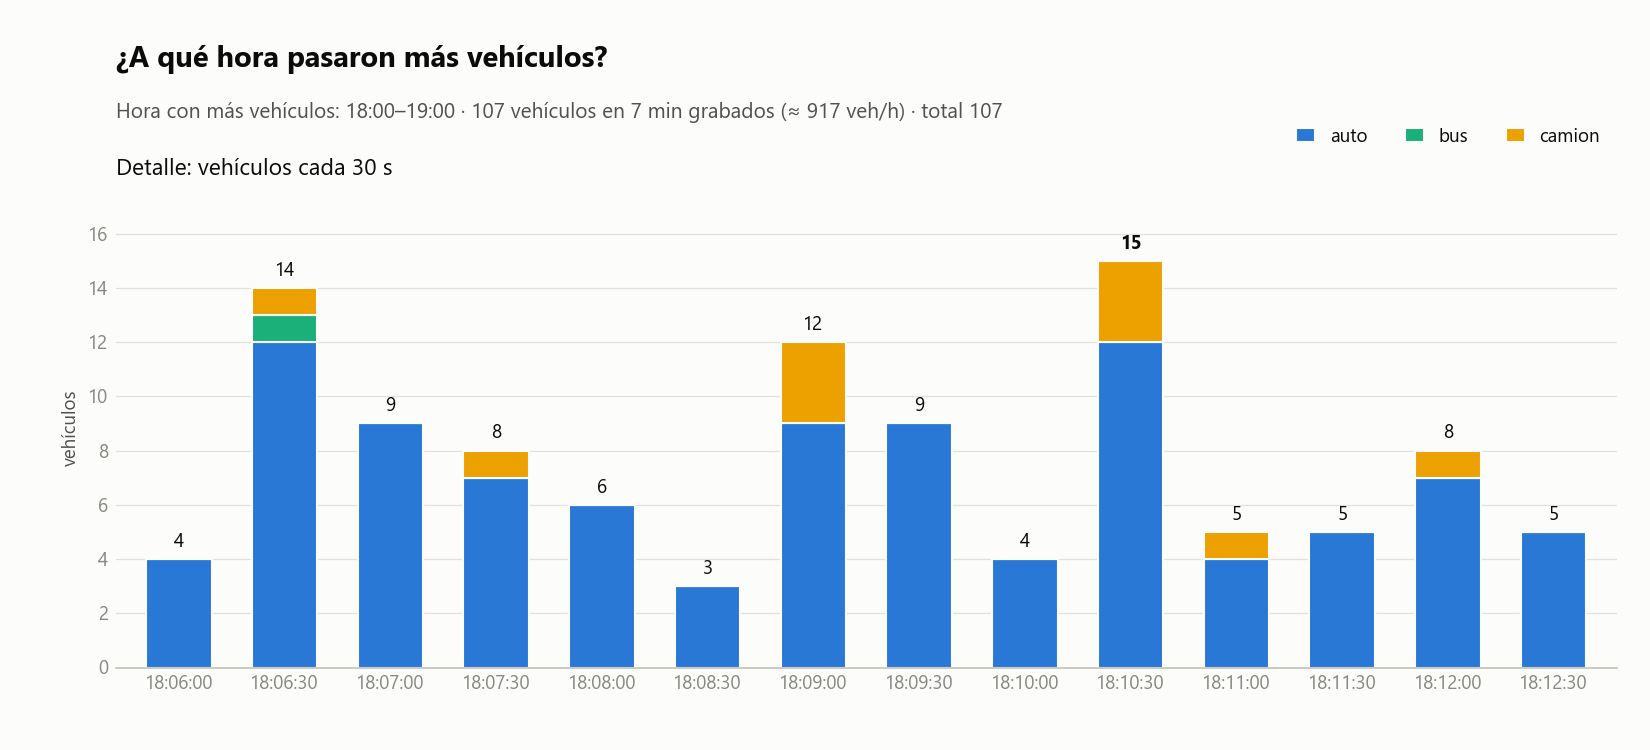 ¿A qué hora pasaron más vehículos?
Hora con más vehículos: 18:00–19:00 · 107 vehículos en 7 min grabados (≈ 917 veh/h) · total 107
auto bus camion
Detalle: vehículos cada 30 s
vehículos
16
14
12
10
8
6
4
2
0
4 14 9 8 6 3 12 9 4 15 5 5 8 5
18:06:00 18:06:30 18:07:00 18:07:30 18:08:00 18:08:30 18:09:00 18:09:30 18:10:00 18:10:30 18:11:00 18:11:30 18:12:00 18:12:30